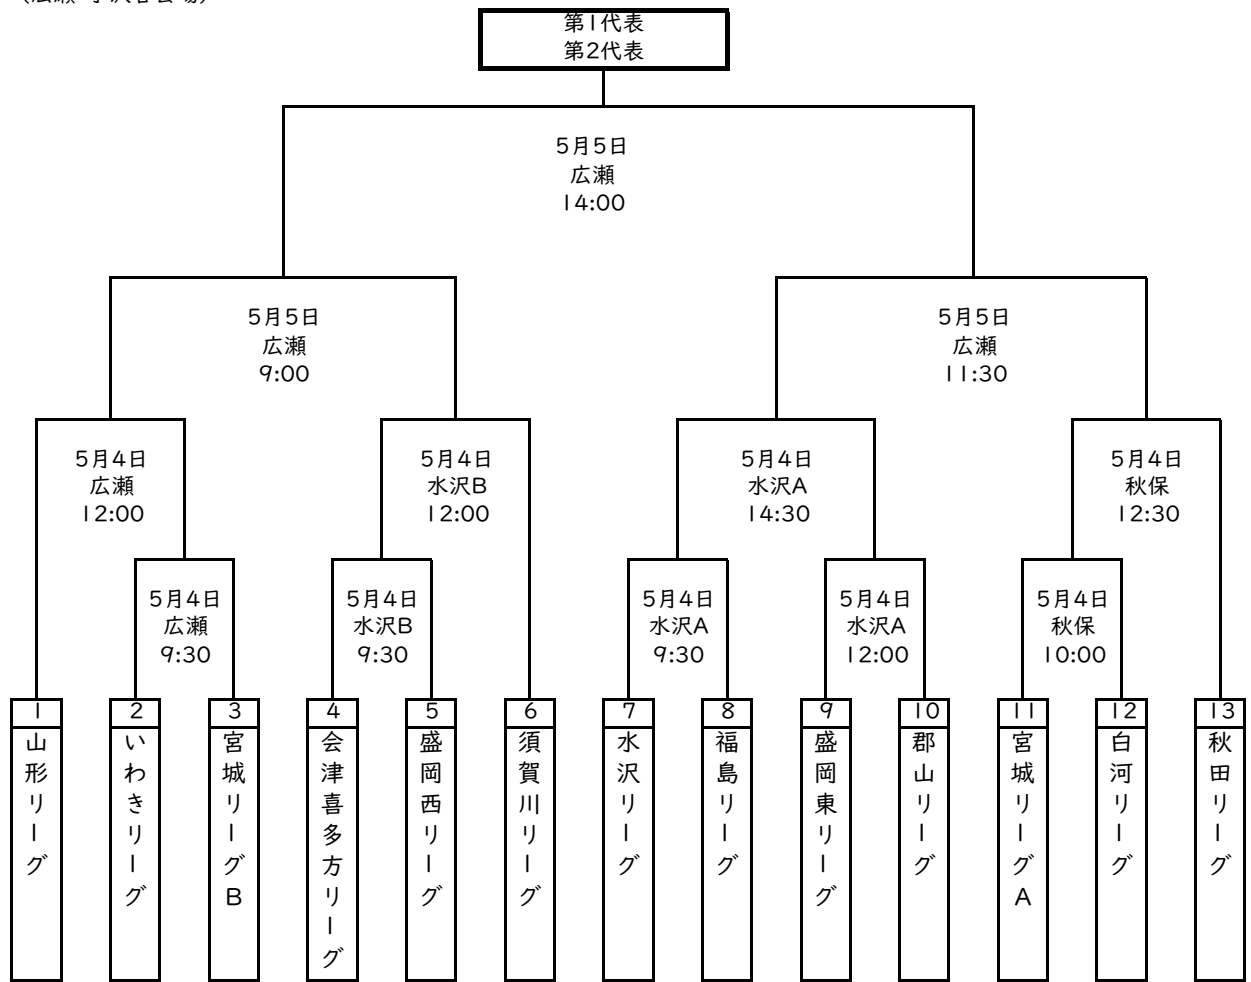 第1代表
第2代表
5月5日
広瀬
14:00
5月5日
広瀬
9:00
5月5日
広瀬
11:30
5月4日
広瀬
12:00
5月4日
水沢B
12:00
5月4日
水沢A
14:30
5月4日
秋保
12:30
5月4日
広瀬
9:30
5月4日
水沢B
9:30
5月4日
水沢A
9:30
5月4日
水沢A
12:00
5月4日
秋保
10:00
1
山形リーグ
2
いわきリーグ
3
宮城リーグB
4
会津喜多方リーグ
5
盛岡西リーグ
6
須賀川リーグ
7
水沢リーグ
8
福島リーグ
9
盛岡東リーグ
10
郡山リーグ
11
宮城リーグA
12
白河リーグ
13
秋田リーグ